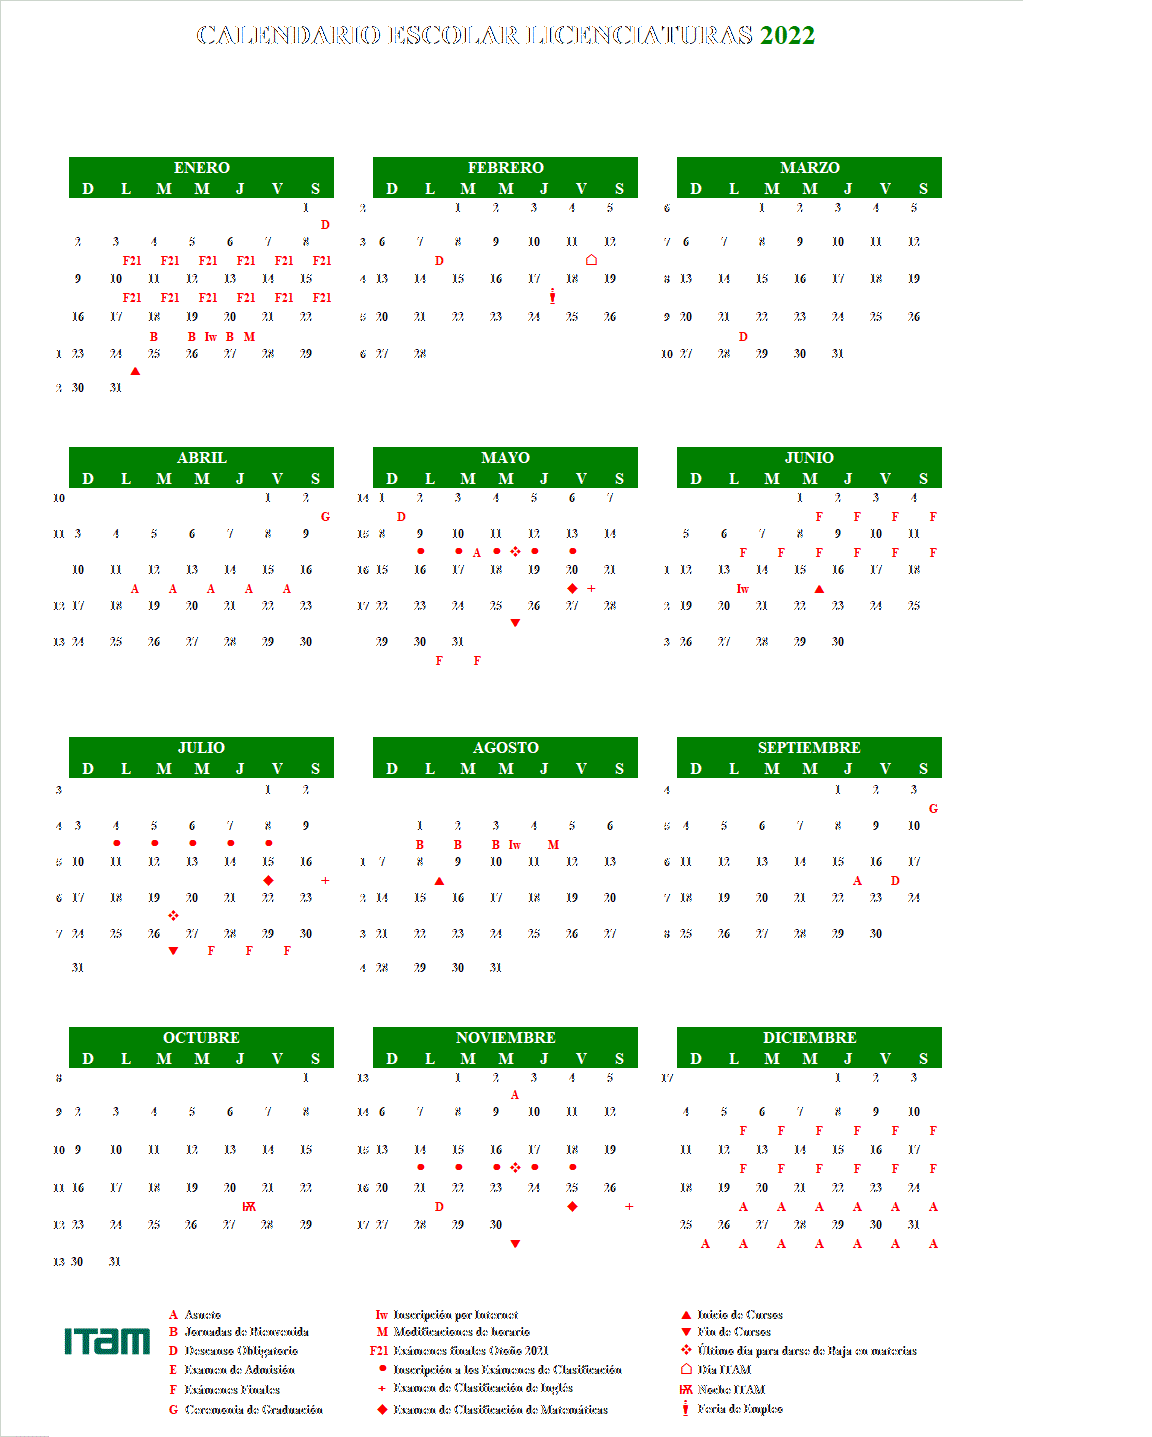 CALENDARIO ESCOLAR LICENCIATURAS 2022
ENERO FEBRERO MARZO
D L M M J V S D L M M J V S D L M M J V S
1 2 1 2 3 4 5 6 1 2 3 4 5
D
2 3 4 5 6 7 8 3 6 7 8 9 10 11 12 7 6 7 8 9 10 11 12
F21 F21 F21 F21 F21 F21 D
9 10 11 12 13 14 15 4 13 14 15 16 17 18 19 8 13 14 15 16 17 18 19
F21 F21 F21 F21 F21 F21
16 17 18 19 20 21 22 5 20 21 22 23 24 25 26 9 20 21 22 23 24 25 26
B B Iw B M D
1 23 24 25 26 27 28 29 6 27 28 10 27 28 29 30 31
▲
2 30 31
ABRIL MAYO JUNIO
D L M M J V S D L M M J V S D L M M J V S
10 1 2 14 1 2 3 4 5 6 7 1 2 3 4
G D F F F F
11 3 4 5 6 7 8 9 15 8 9 10 11 12 13 14 5 6 7 8 9 10 11
● ● A ● ❖ ● ● F F F F F F
10 11 12 13 14 15 16 16 15 16 17 18 19 20 21 1 12 13 14 15 16 17 18
A A A A A ◆ + Iw ▲
12 17 18 19 20 21 22 23 17 22 23 24 25 26 27 28 2 19 20 21 22 23 24 25
▼
13 24 25 26 27 28 29 30 29 30 31 3 26 27 28 29 30
F F
JULIO AGOSTO SEPTIEMBRE
D L M M J V S D L M M J V S D L M M J V S
3 1 2 4 1 2 3
G
4 3 4 5 6 7 8 9 1 2 3 4 5 6 5 4 5 6 7 8 9 10
● ● ● ● ● B B B Iw M
5 10 11 12 13 14 15 16 1 7 8 9 10 11 12 13 6 11 12 13 14 15 16 17
◆ + ▲ A D
6 17 18 19 20 21 22 23 2 14 15 16 17 18 19 20 7 18 19 20 21 22 23 24
❖
7 24 25 26 27 28 29 30 3 21 22 23 24 25 26 27 8 25 26 27 28 29 30
▼ F F F
31 4 28 29 30 31
OCTUBRE NOVIEMBRE DICIEMBRE
D L M M J V S D L M M J V S D L M M J V S
8 1 13 1 2 3 4 5 17 1 2 3
A
9 2 3 4 5 6 7 8 14 6 7 8 9 10 11 12 4 5 6 7 8 9 10
F F F F F F
10 9 10 11 12 13 14 15 15 13 14 15 16 17 18 19 11 12 13 14 15 16 17
● ● ● ❖ ● ● F F F F F F
11 16 17 18 19 20 21 22 16 20 21 22 23 24 25 26 18 19 20 21 22 23 24
D ◆ + A A A A A A
12 23 24 25 26 27 28 29 17 27 28 29 30 25 26 27 28 29 30 31
▼ A A A A A A A
13 30 31
ITAM
A Asueto Iw Inscripción por Internet ▲ Inicio de Cursos
B Jornadas de Bienvenida M Modificaciones de horario ▼ Fin de Cursos
D Descanso Obligatorio F21 Exámenes finales Otoño 2021 ❖ Último día para darse de Baja en materias
E Examen de Admisión ● Inscripción a los Exámenes de Clasificación Día ITAM
F Exámenes Finales + Examen de Clasificación de Inglés Noche ITAM
G Ceremonia de Graduación ◆ Examen de Clasificación de Matemáticas Feria de Empleo